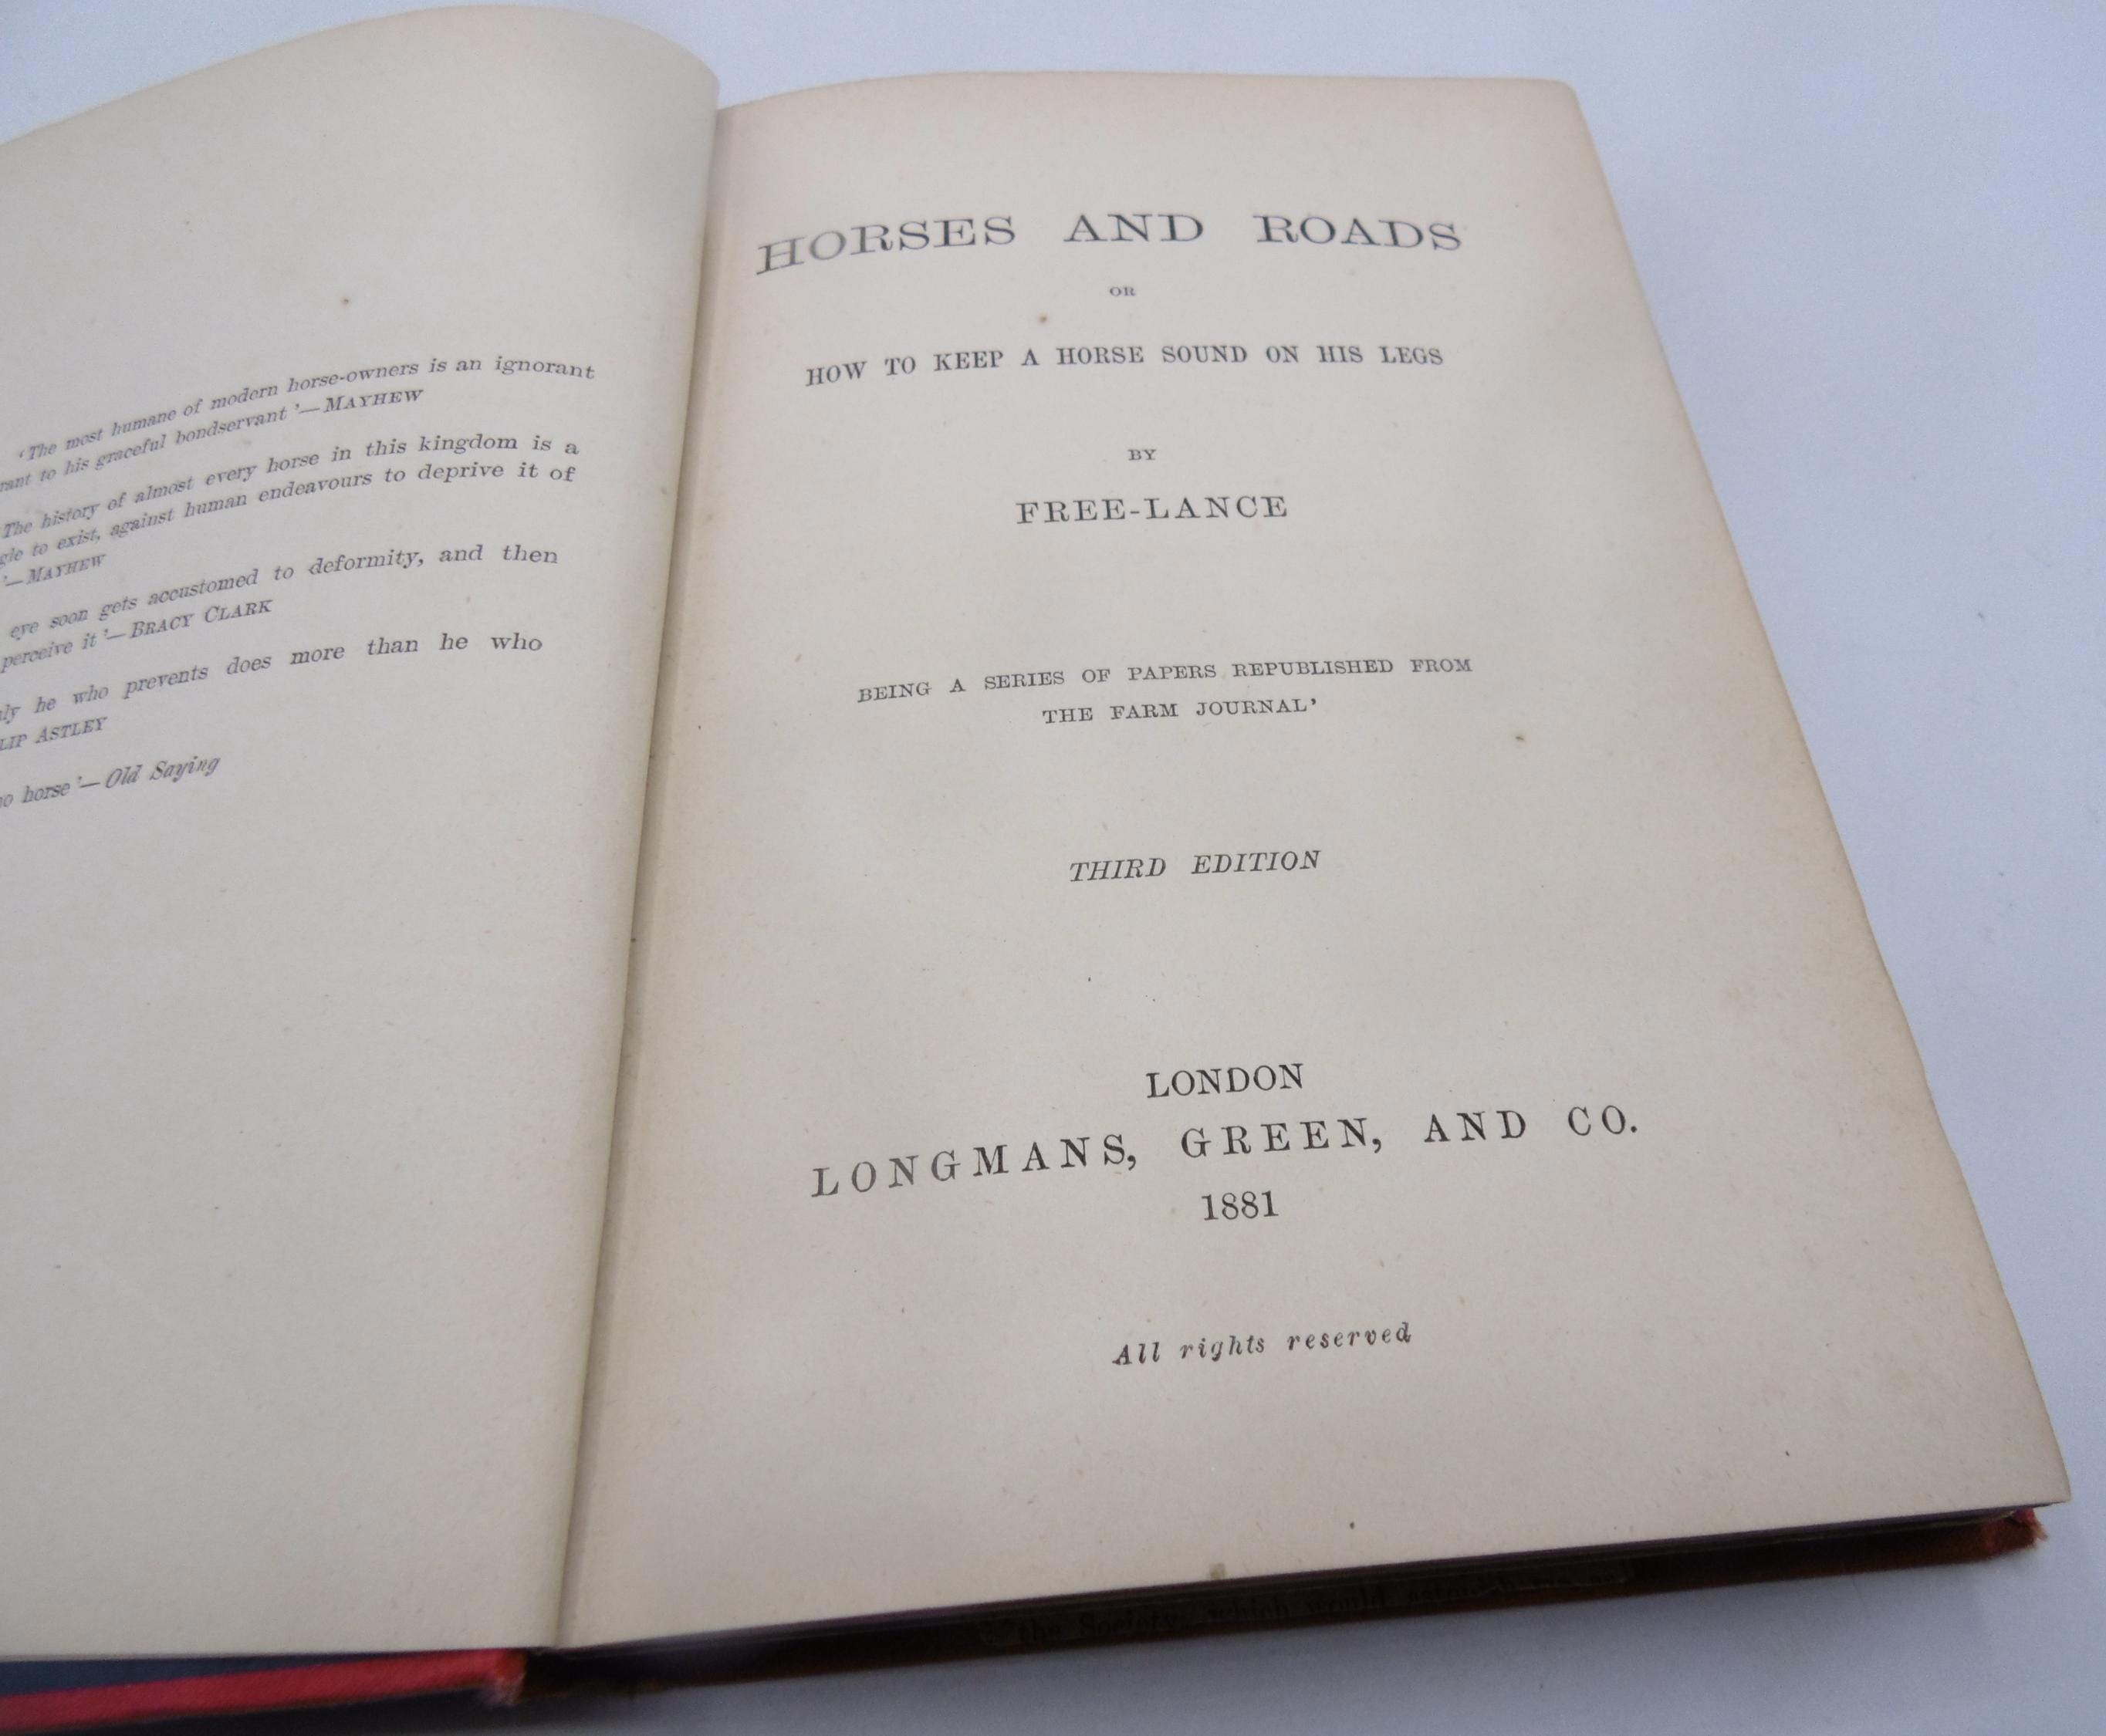 'The most humane of modern horse-owners is an ignorant
rant to his graceful bondservant'—MAYHEW
The history of almost every horse in this kingdom is a
gle to exist, against human endeavours to deprive it of
'—MAYHEW
eye soon gets accustomed to deformity, and then
perceive it'—BRACY CLARK
ly he who prevents does more than he who
LIP ASTLEY
o horse'—Old Saying
HORSES AND ROADS
OR
HOW TO KEEP A HORSE SOUND ON HIS LEGS
BY
FREE-LANCE
BEING A SERIES OF PAPERS REPUBLISHED FROM
THE FARM JOURNAL'
THIRD EDITION
LONDON
LONGMANS, GREEN, AND CO.
1881
All rights reserved
the Society, which would